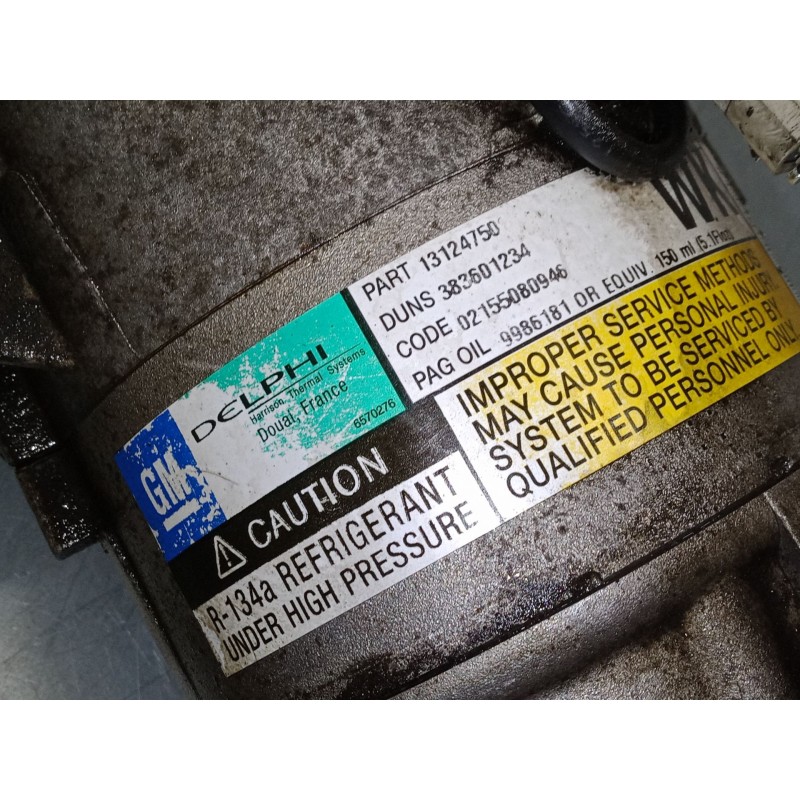 GM
DELPHI
Harrison Thermal Systems
Douai, France
6570276
PART 13124750
DUNS 383601234
CODE 02155080946
PAG OIL 9986181 OR EQUIV. 150 ml (5.1Floz)
CAUTION
R-134a REFRIGERANT
UNDER HIGH PRESSURE
IMPROPER SERVICE METHODS
MAY CAUSE PERSONAL INJURY
SYSTEM TO BE SERVICED BY
QUALIFIED PERSONNEL ONLY